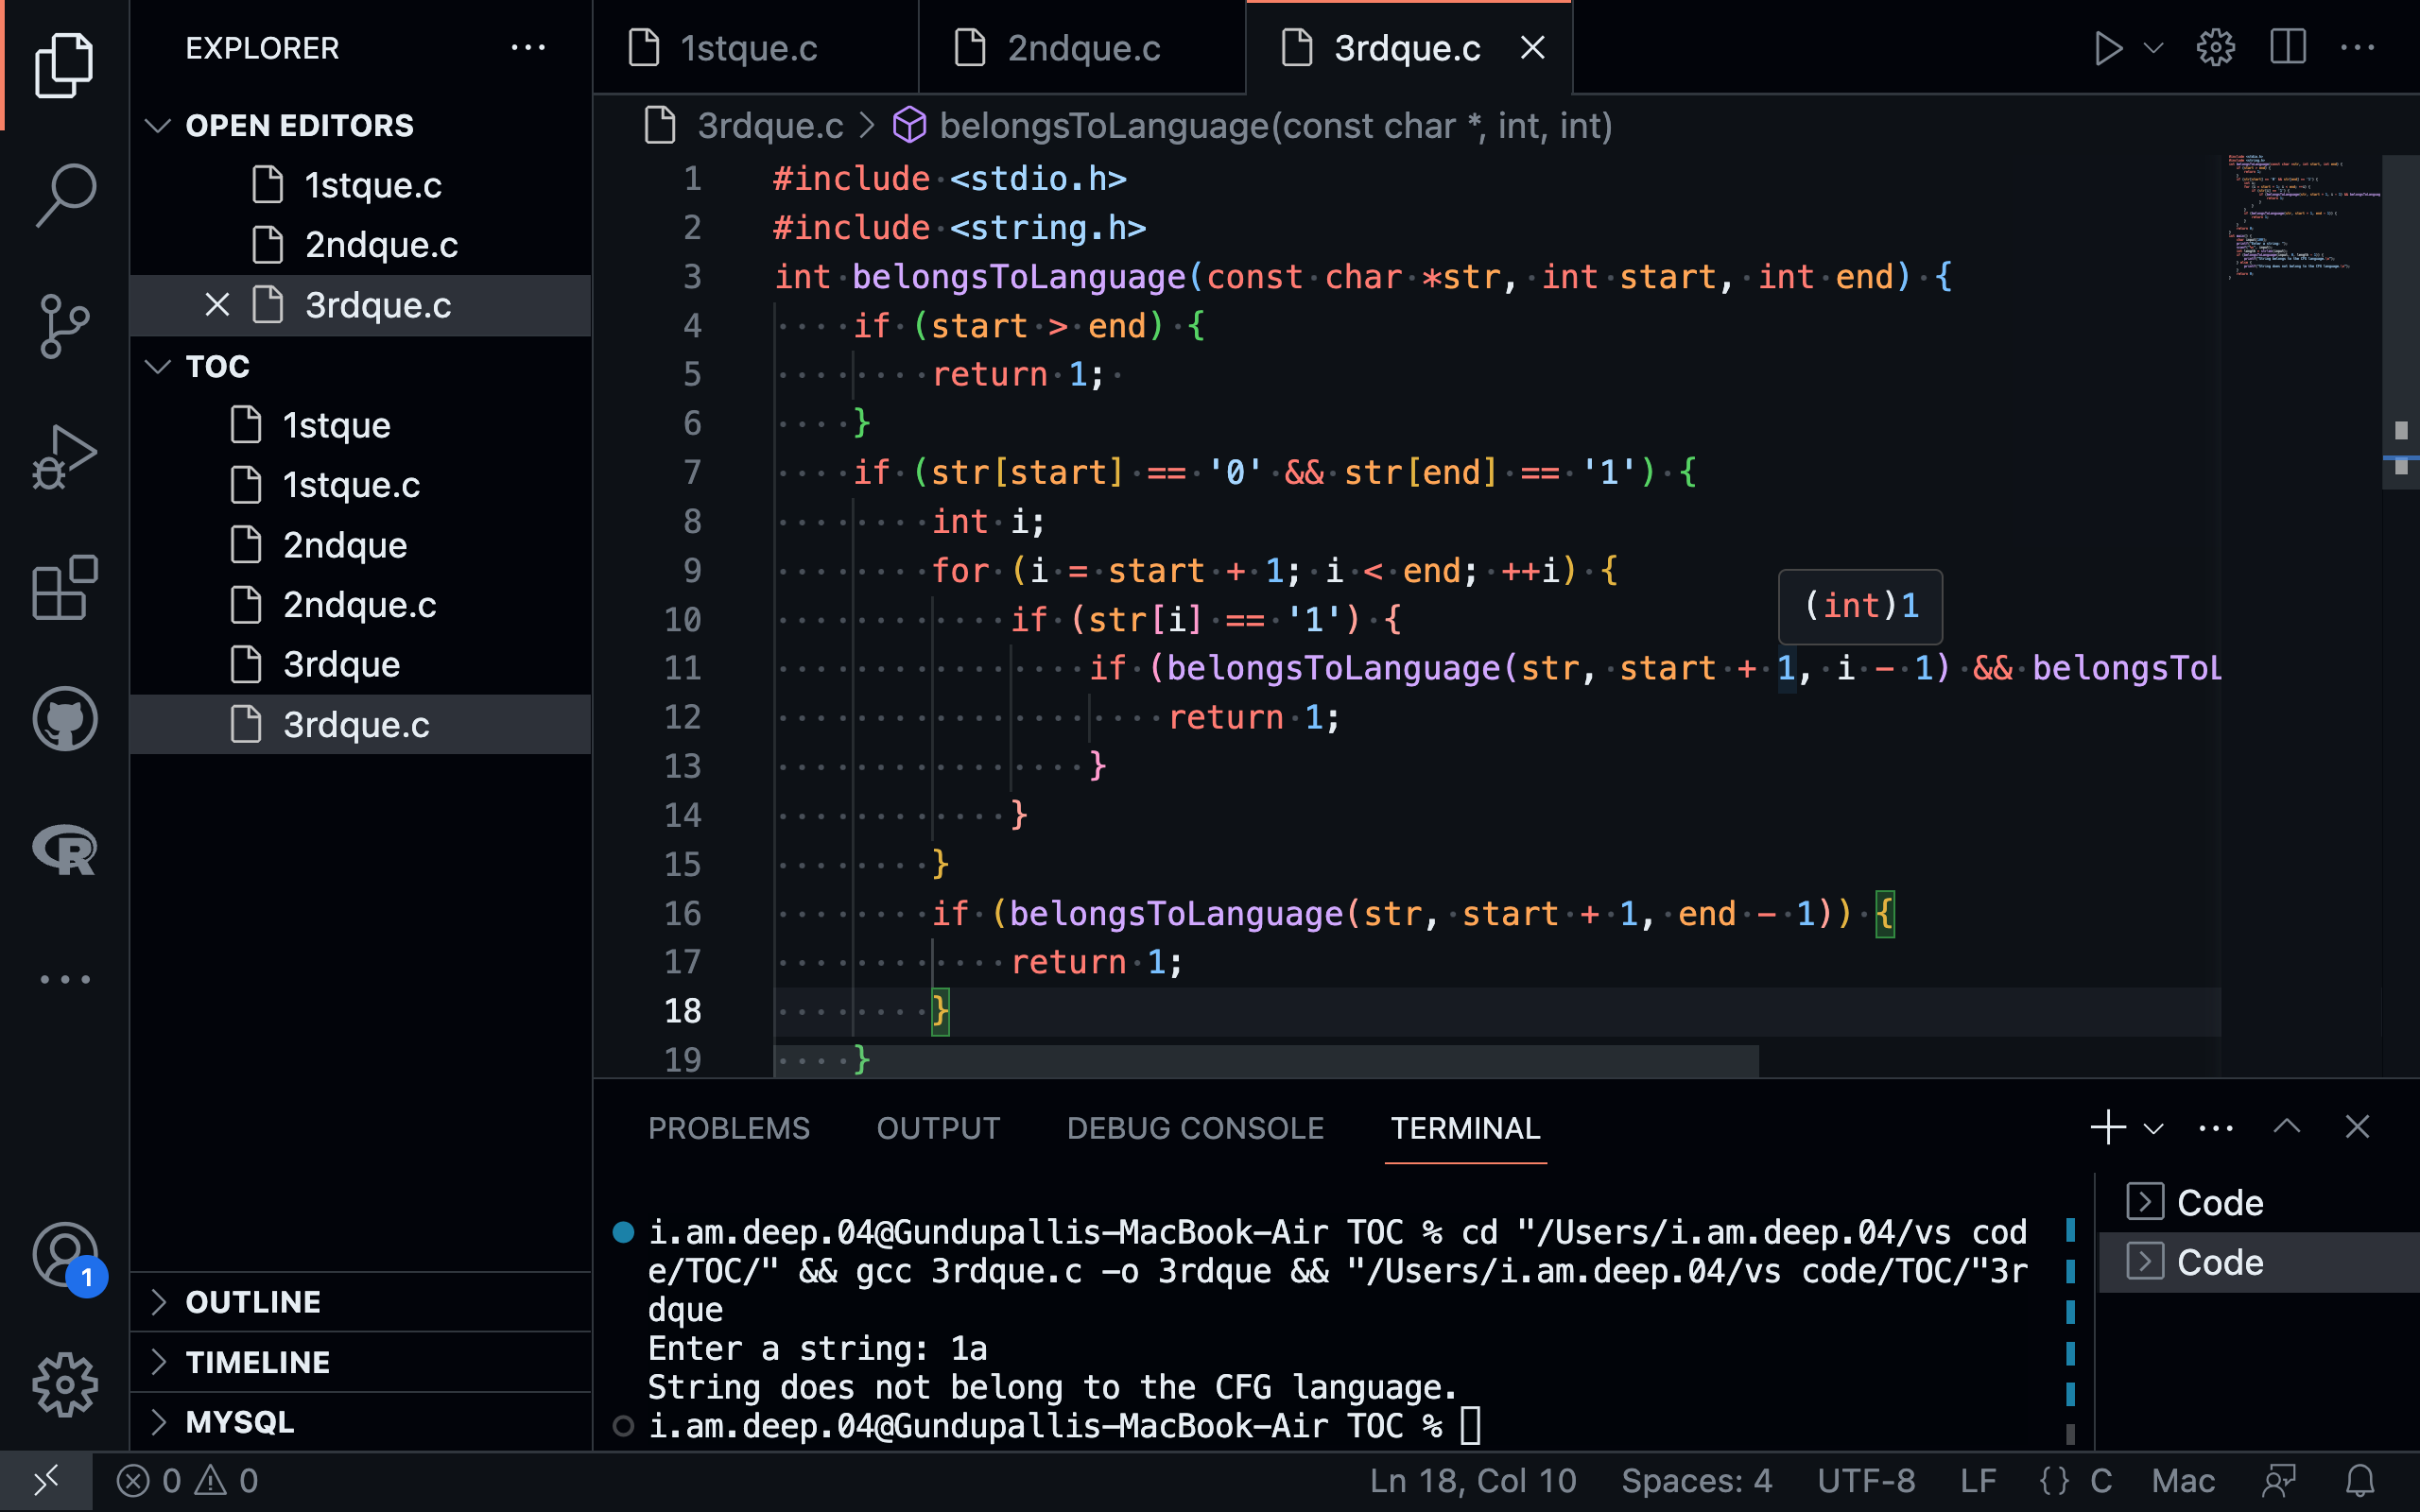 EXPLORER
OPEN EDITORS
1stque.c
2ndque.c
3rdque.c
TOC
1stque
1stque.c
2ndque
2ndque.c
3rdque
3rdque.c
OUTLINE
TIMELINE
MYSQL
1
1stque.c 2ndque.c 3rdque.c
3rdque.c > belongsToLanguage(const char *, int, int)
1 #include <stdio.h>
2 #include <string.h>
3 int belongsToLanguage(const char *str, int start, int end) {
4     if (start > end) {
5         return 1;
6     }
7     if (str[start] == '0' && str[end] == '1') {
8         int i;
9         for (i = start + 1; i < end; ++i) {
10             if (str[i] == '1') {
(int)1
11                 if (belongsToLanguage(str, start + 1, i - 1) && belongsToL
12                     return 1;
13                 }
14             }
15         }
16         if (belongsToLanguage(str, start + 1, end - 1)) {
17             return 1;
18         }
19     }
PROBLEMS OUTPUT DEBUG CONSOLE TERMINAL
i.am.deep.04@Gundupallis-MacBook-Air TOC % cd "/Users/i.am.deep.04/vs cod
e/TOC/" && gcc 3rdque.c -o 3rdque && "/Users/i.am.deep.04/vs code/TOC/"3r
dque
Enter a string: 1a
String does not belong to the CFG language.
i.am.deep.04@Gundupallis-MacBook-Air TOC %
Code
Code
0 0 Ln 18, Col 10 Spaces: 4 UTF-8 LF {} C Mac